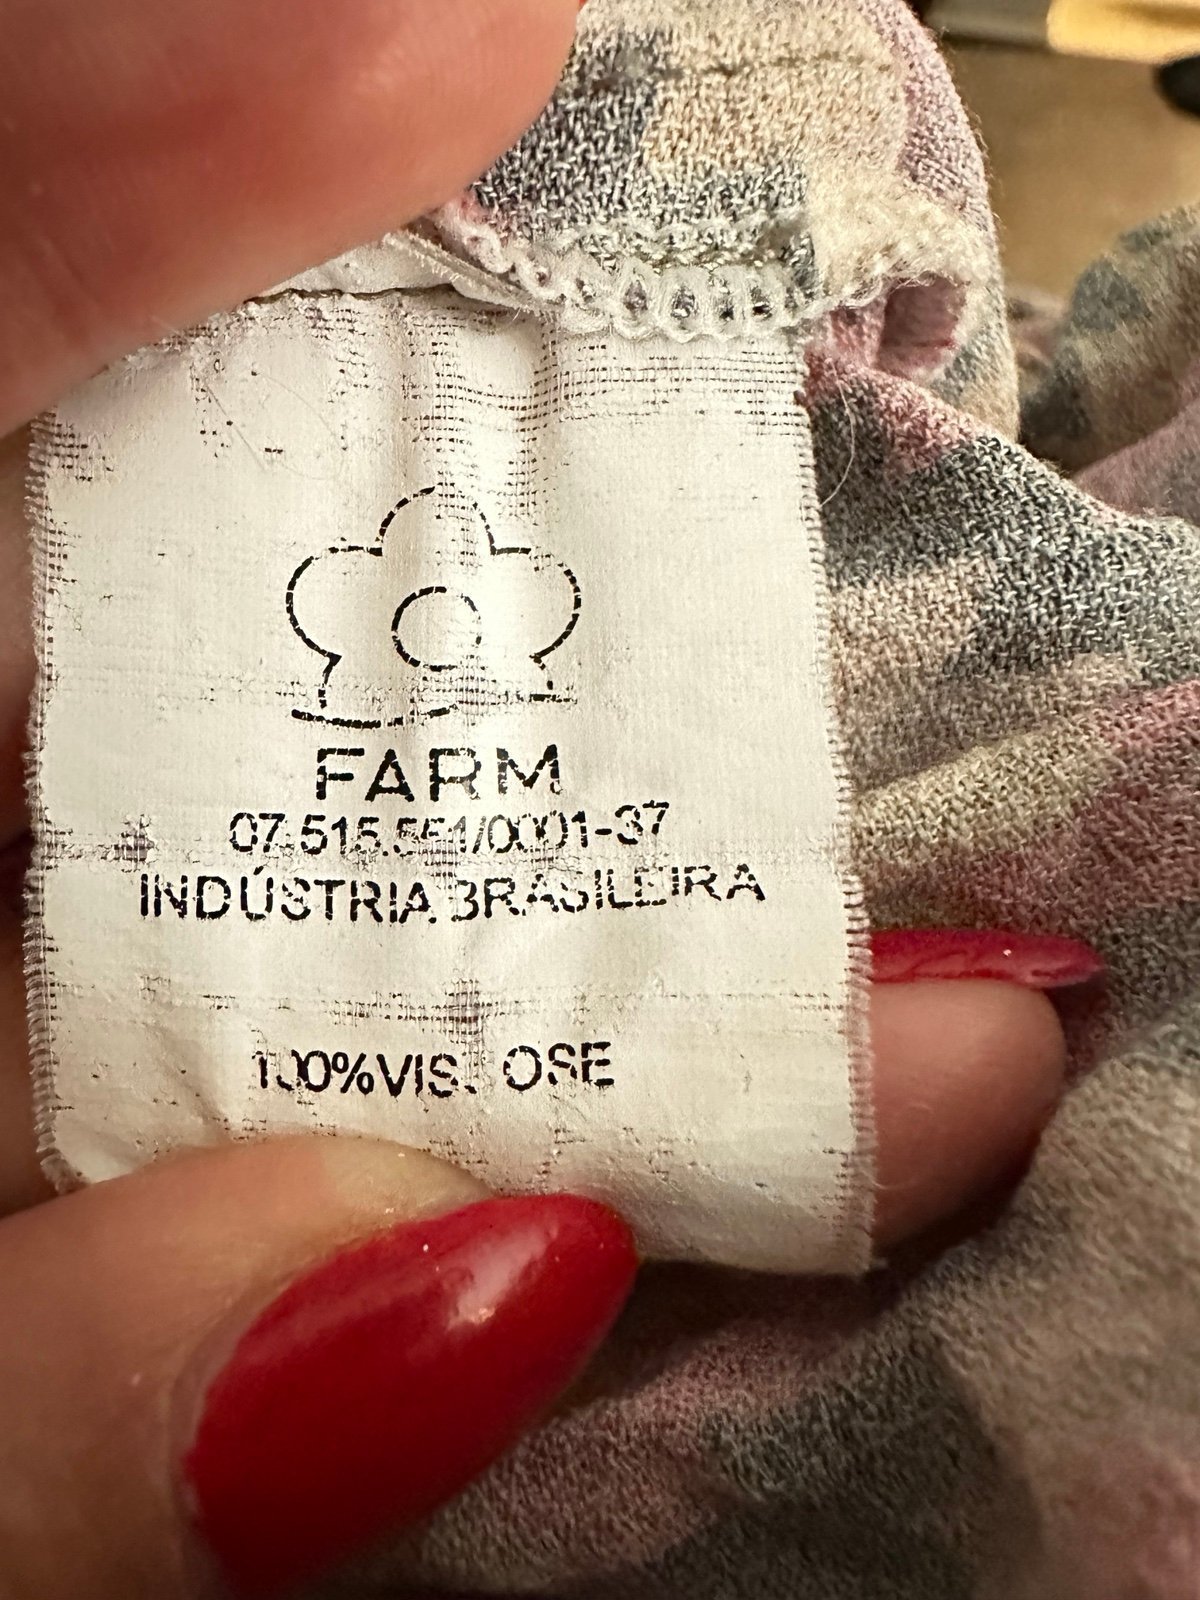 FARM
07.515.551/0001-37
INDÚSTRIA BRASILEIRA
100%VISCOSE